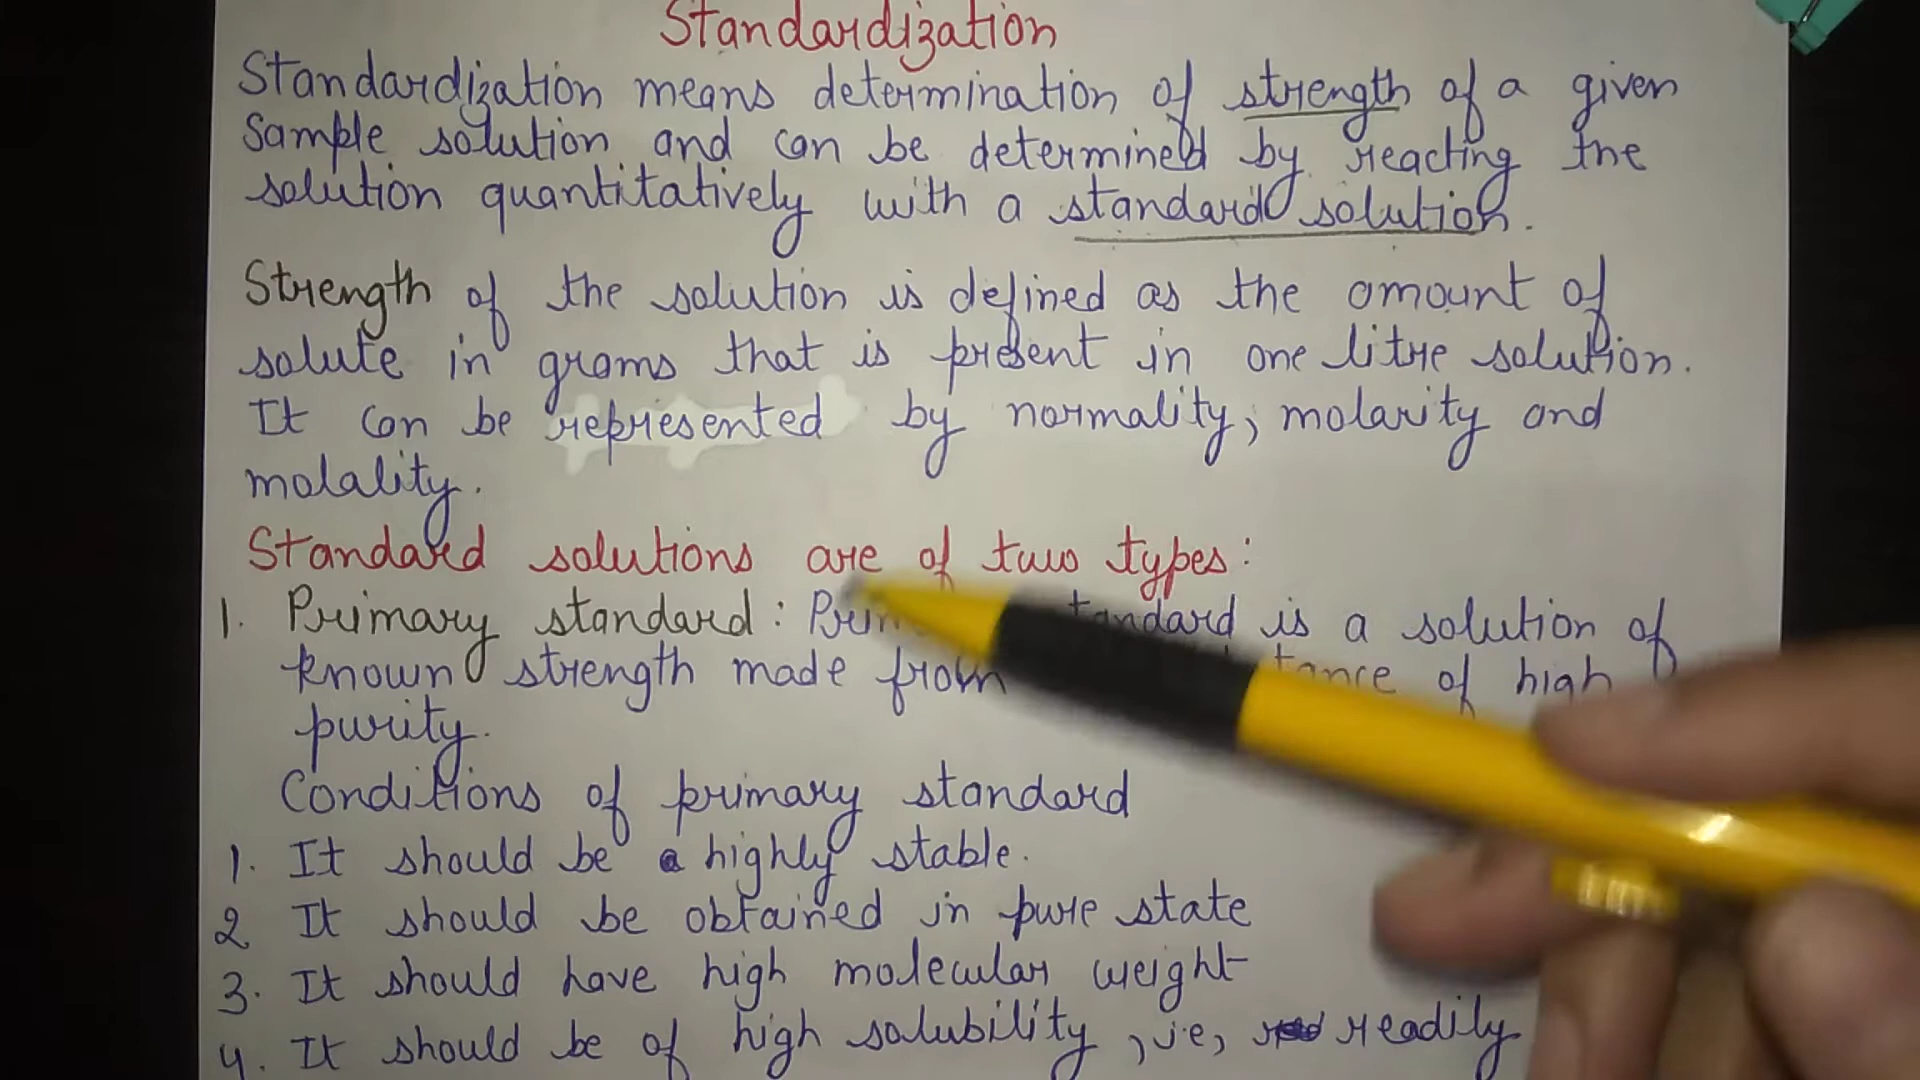 Standardization
Standardization means determination of strength of a given
Sample solution and can be determined by reacting the
solution quantitatively with a standard solution.
Strength of the solution is defined as the amount of
solute in grams that is present in one litre solution.
It can be represented by normality, molarity and
molality.
Standard solutions are of two types:
1. Primary standard: standard is a solution of
known strength made from of high
purity.
Conditions of primary standard
1. It should be a highly stable.
2 It should be obtained in pure state
3. It should have high molecular weight
4. It should be of high solubility, ie, readily